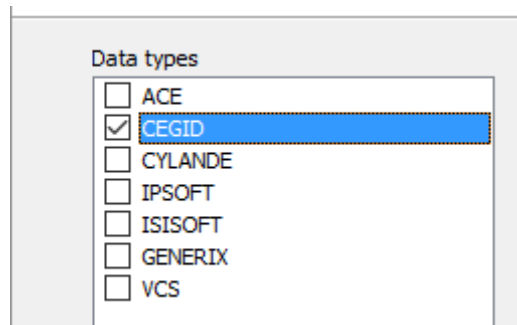 Data types
ACE
CEGID
CYLANDE
IPSOFT
ISISOFT
GENERIX
VCS